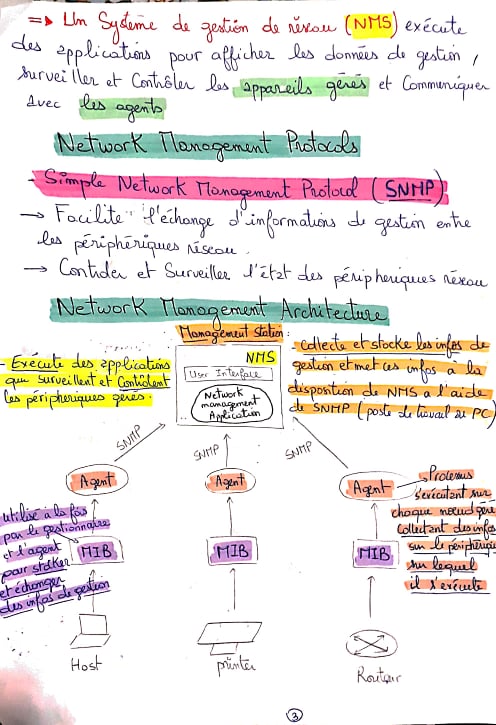 => Un Système de gestion de réseau (NMS) exécute
des applications pour afficher les données de gestion,
surveiller et Contrôler les appareils gérés et Communiquer
avec les agents
Network Management Protocols
- Simple Network Management Protocol (SNMP)
→ Facilite l'échange d'informations de gestion entre
les périphériques réseau.
→ Controler et Surveiller l'état des péripheriques réseau
Network Management Architecture
Management station:
- Exécute des applications
qui surveillent et Controlent
les péripheriques gérés.
NMS
User Interface
Network
management
Application
collecte et stocke les infos de
gestion et met ces infos à la
dispotion de NMS a l'aide
de SNMP (poste de travail ou PC)
SNMP
SNMP
SNMP
Agent
Agent
Agent
Processus
s'exécutant sur
chaque noeud géré
Collectant des infos
sur le périphérique
sur lequel
il s'exécute
utilisé à la fois
par le gestionnaire
et l'agent
pour stocker
et échanger
des infos de gestion
MIB
MIB
MIB
Host
printer
Routeur
3